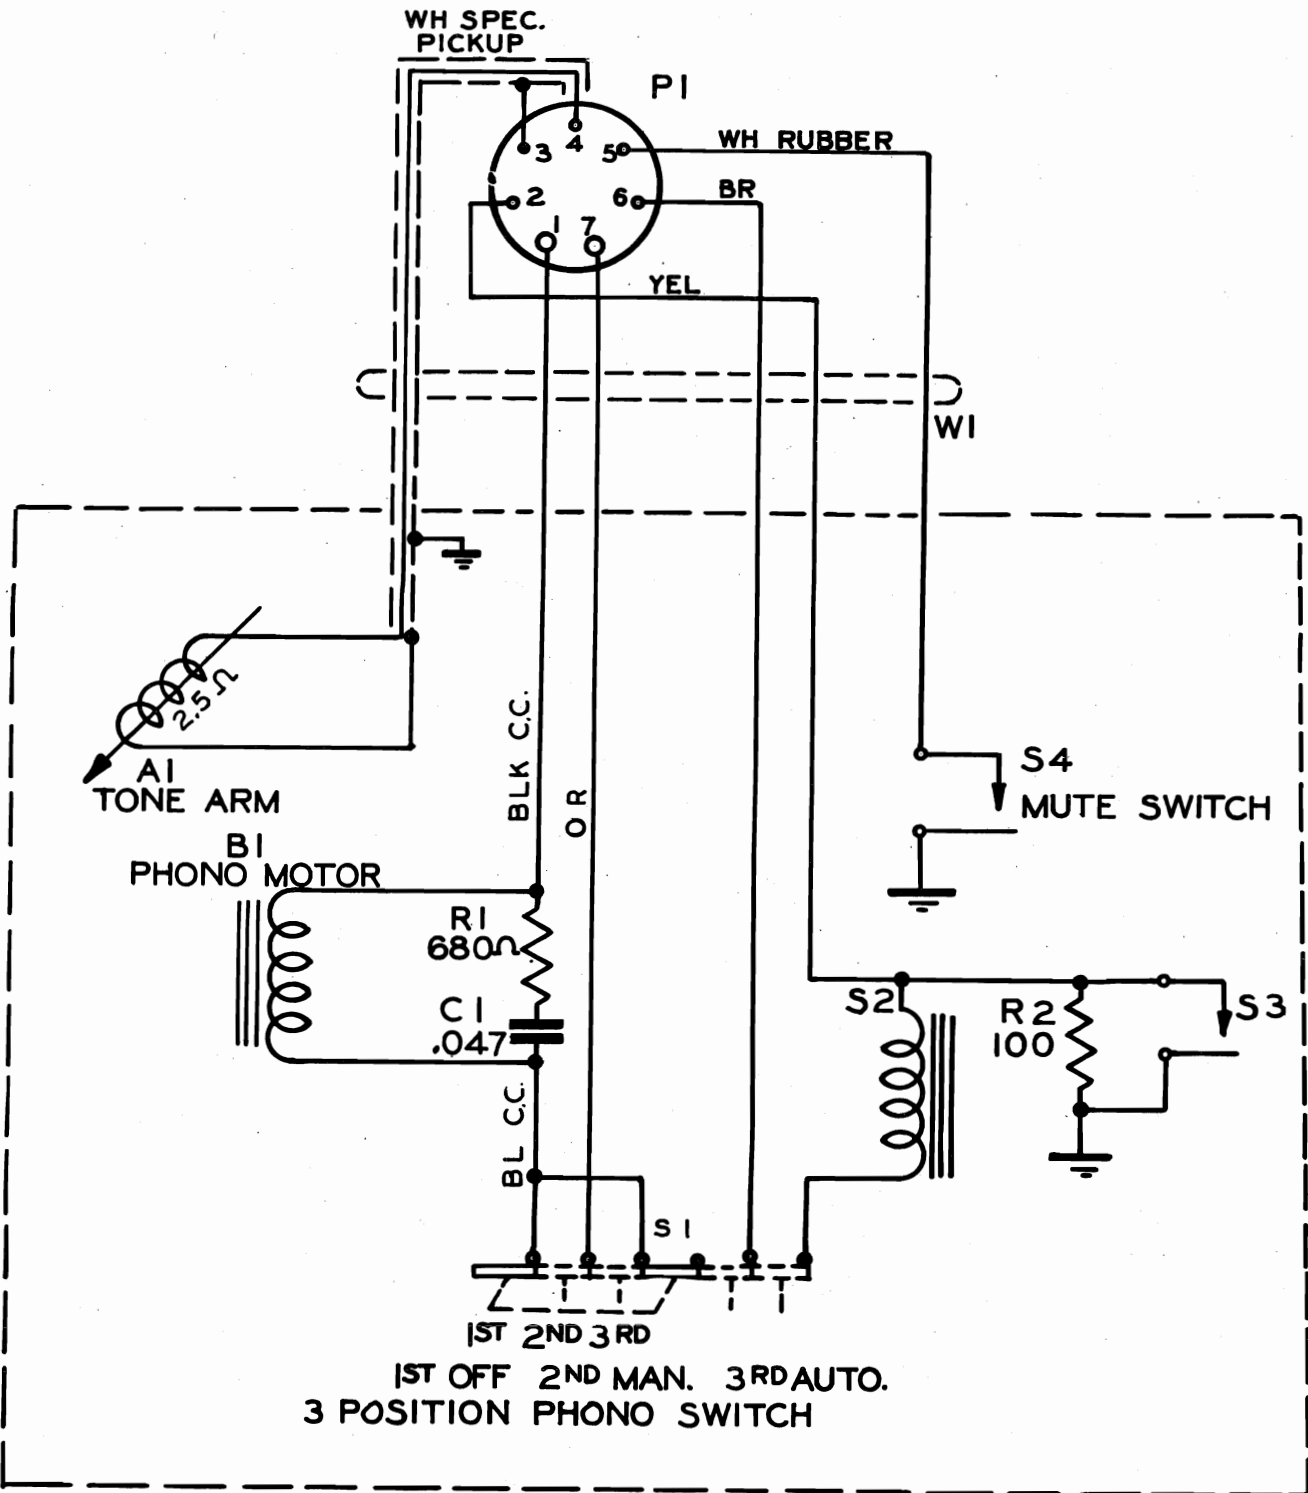 WH SPEC.
PICKUP
P1
WH RUBBER
3
4
5
BR
2
6
1
7
YEL
W1
2.5Ω
A1
TONE ARM
BLK C.C.
OR
S4
MUTE SWITCH
B1
PHONO MOTOR
R1
680Ω
C1
.047
S2
R2
100
S3
BL C.C.
S1
1ST 2ND 3RD
1ST OFF 2ND MAN. 3RD AUTO.
3 POSITION PHONO SWITCH